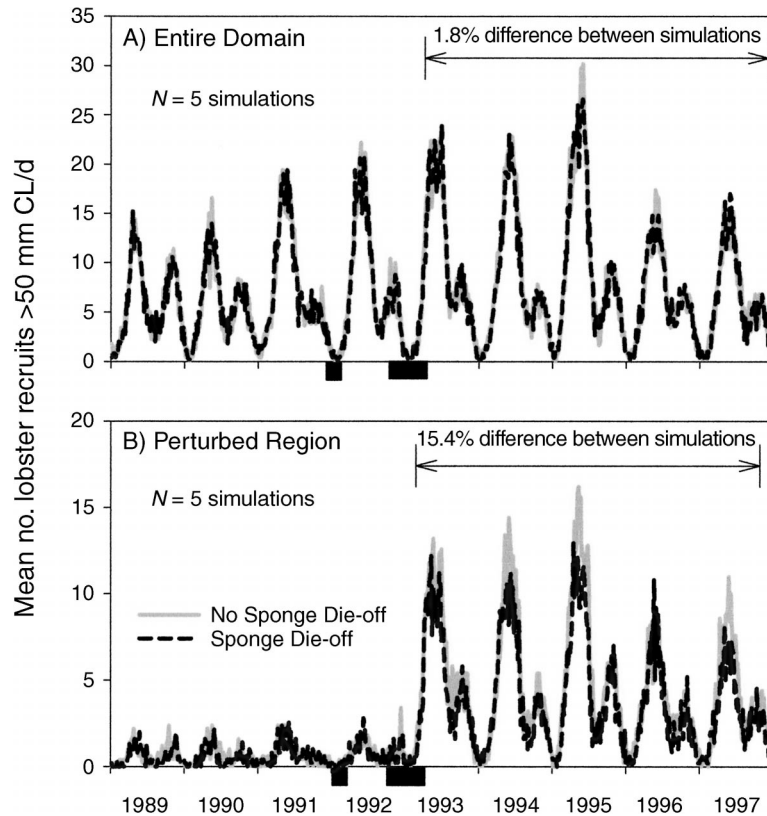 Mean no. lobster recruits >50 mm CL/d
35
30
25
20
15
10
5
0
A) Entire Domain
1.8% difference between simulations
N = 5 simulations
20
15
10
5
0
B) Perturbed Region
15.4% difference between simulations
N = 5 simulations
No Sponge Die-off
Sponge Die-off
1989 1990 1991 1992 1993 1994 1995 1996 1997